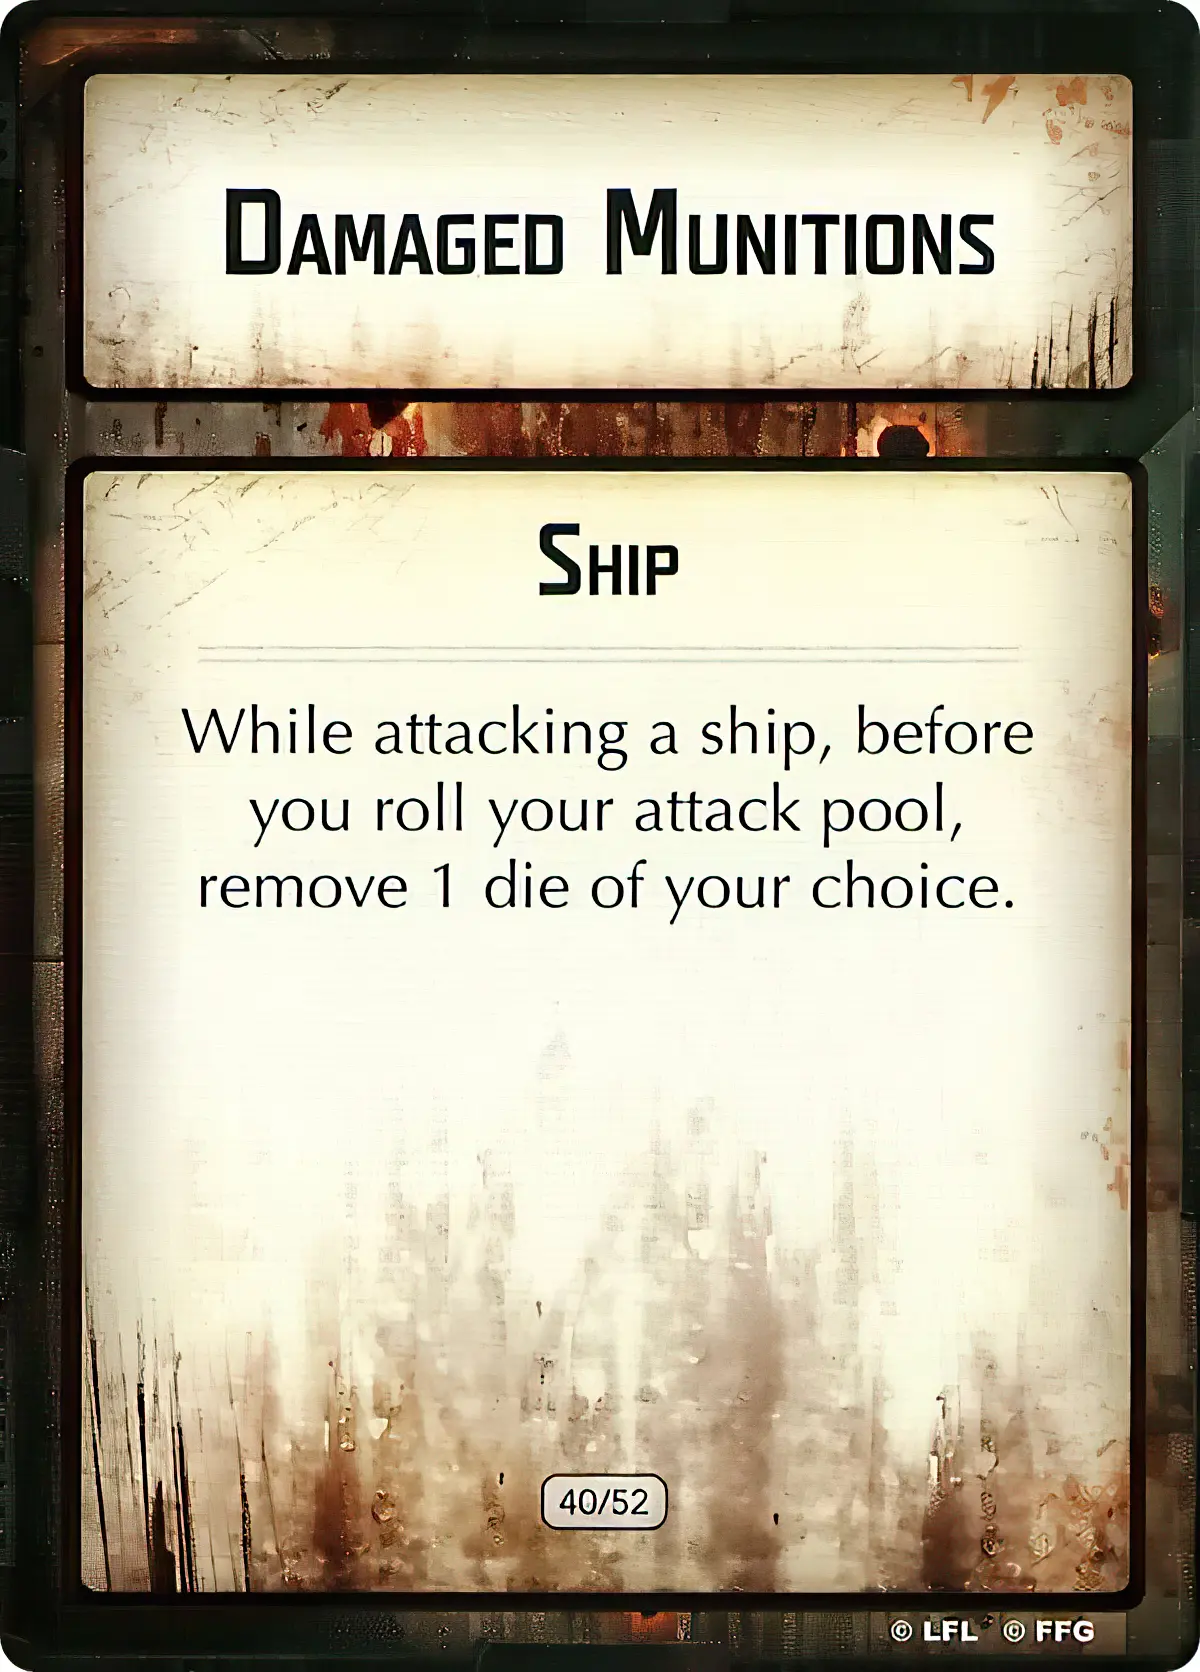 Damaged Munitions
Ship
While attacking a ship, before
you roll your attack pool,
remove 1 die of your choice.
40/52
© LFL © FFG